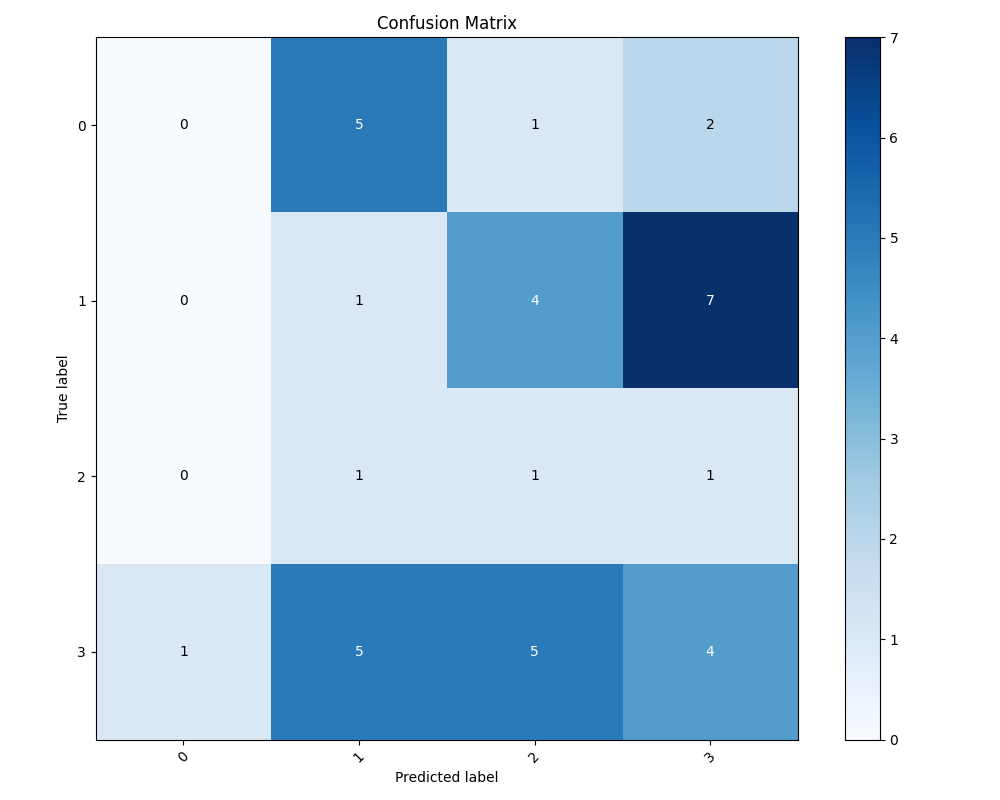 Confusion Matrix
0 0 5 1 2
1 0 1 4 7
2 0 1 1 1
3 1 5 5 4
0 1 2 3
True label
Predicted label
7
6
5
4
3
2
1
0